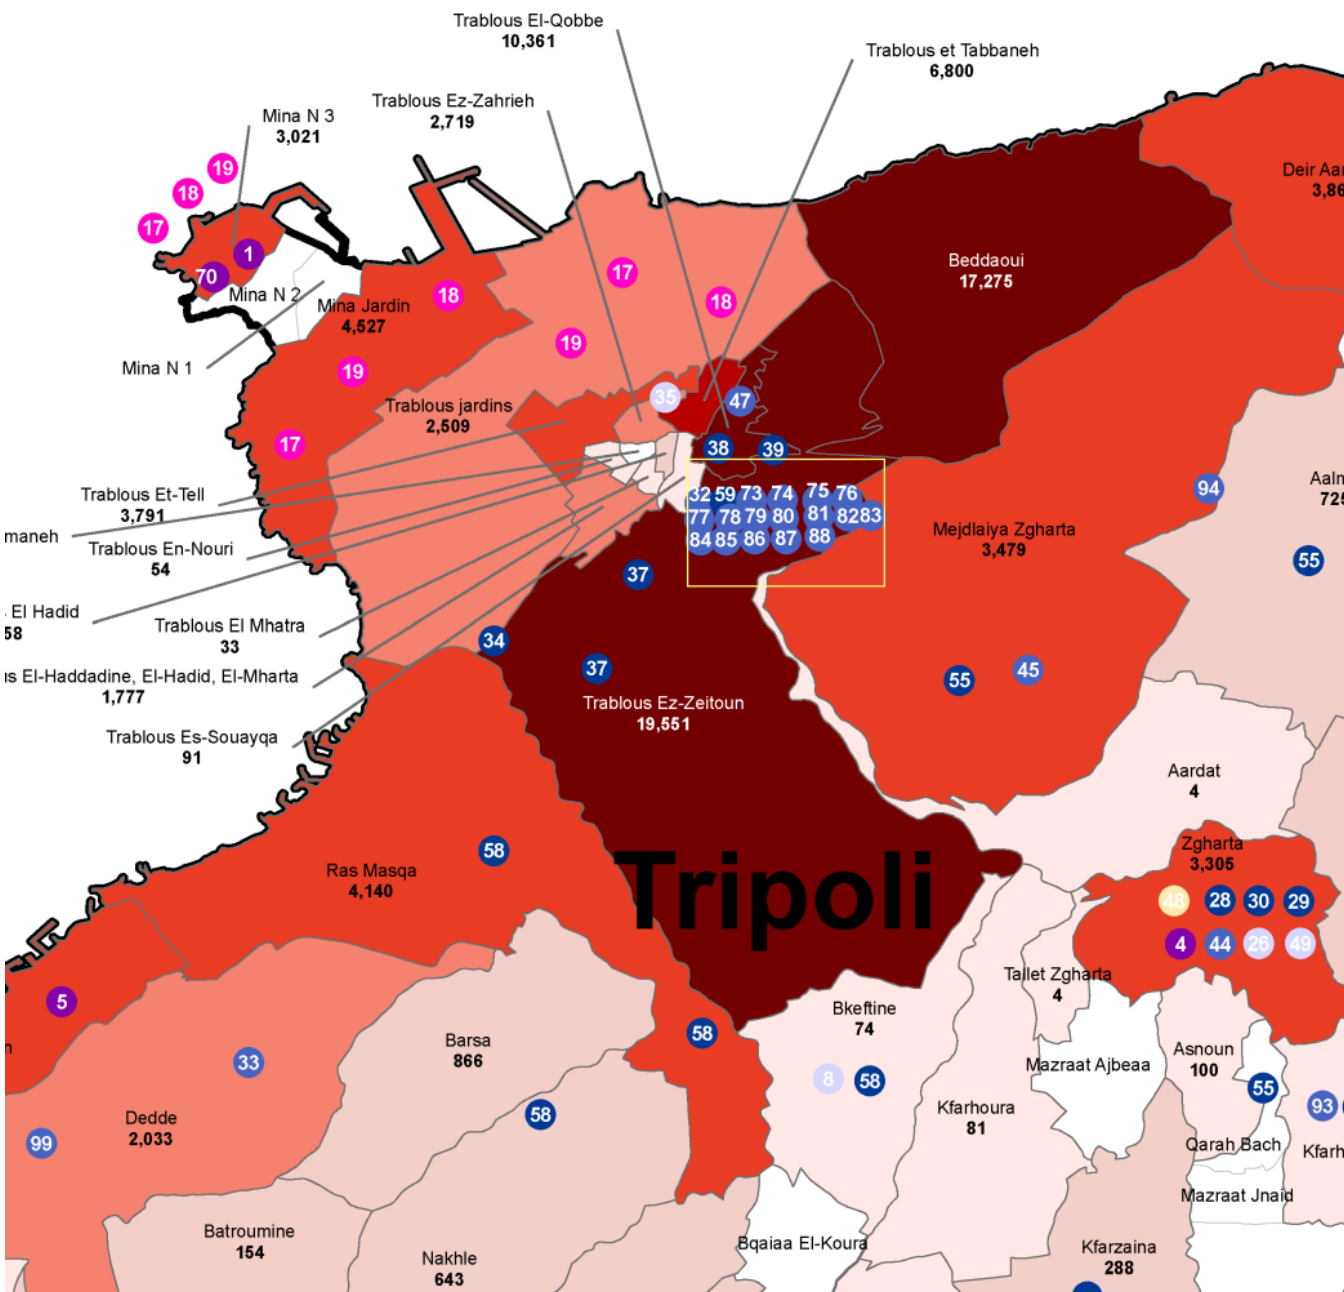 Trablous El-Qobbe
10,361
Trablous et Tabbaneh
6,800
Trablous Ez-Zahrieh
2,719
Mina N 3
3,021
19
18
17
1
70
Mina N 2
Mina Jardin
4,527
Mina N 1
18
19
17
17
18
19
Deir Aar
3,86
Beddaoui
17,275
Trablous jardins
2,509
35
47
38
39
Trablous Et-Tell
3,791
maneh
Trablous En-Nouri
54
El Hadid
58
Trablous El Mhatra
33
us El-Haddadine, El-Hadid, El-Mharta
1,777
Trablous Es-Souayqa
91
32 59 73 74 75 76
77 78 79 80 81 82 83
84 85 86 87 88
94
Aalm
725
Mejdlaiya Zgharta
3,479
55
37
34
37
55
45
Trablous Ez-Zeitoun
19,551
Aardat
4
Zgharta
3,305
48 28 30 29
4 44 26 49
58
Ras Masqa
4,140
Tripoli
Tallet Zgharta
4
5
n
Bkeftine
74
58
8 58
Barsa
866
33
Mazraat Ajbeaa
Asnoun
100
55
93
Kfarhoura
81
Dedde
2,033
99
58
Qarah Bach
Kfarh
Mazraat Jnaid
Batroumine
154
Nakhle
643
Bqaiaa El-Koura
Kfarzaina
288